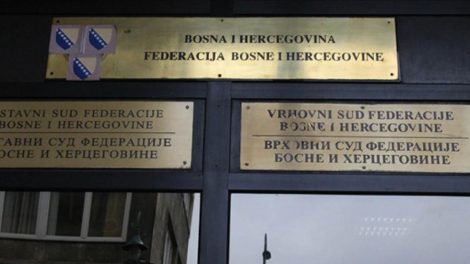 BOSNA I HERCEGOVINA
FEDERACIJA BOSNE I HERCEGOVINE
STAVNI SUD FEDERACIJE
BOSNE I HERCEGOVINE
ТАВНИ СУД ФЕДЕРАЦИЈЕ
БОСНЕ И ХЕРЦЕГОВИНЕ
VRHOVNI SUD FEDERACIJE
BOSNE I HERCEGOVINE
ВРХОВНИ СУД ФЕДЕРАЦИЈЕ
БОСНЕ И ХЕРЦЕГОВИНЕ